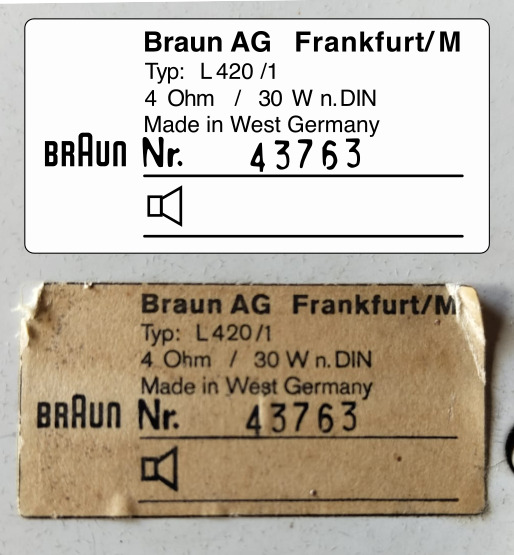 Braun AG Frankfurt/M
Typ: L 420 /1
4 Ohm / 30 W n. DIN
Made in West Germany
BRAUN Nr. 43763
Braun AG Frankfurt/M
Typ: L 420 /1
4 Ohm / 30 W n. DIN
Made in West Germany
BRAUN Nr. 43763